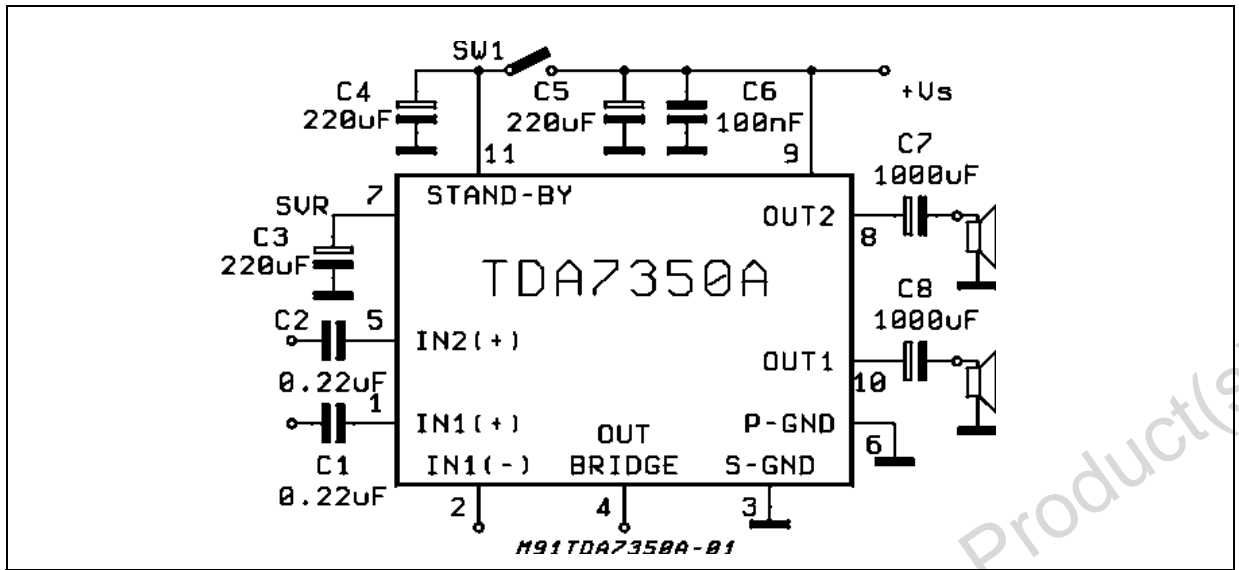 SW1
C4
220uF
C5
220uF
C6
100nF
+Vs
11
9
C7
1000uF
7
STAND-BY
SVR
OUT2
8
C3
220uF
TDA7350A
C8
1000uF
C2
5
IN2(+)
0.22uF
OUT1
10
1
IN1(+)
OUT
BRIDGE
P-GND
6
C1
0.22uF
IN1(-)
S-GND
2
4
3
M91TDA7350A-01
Product(s